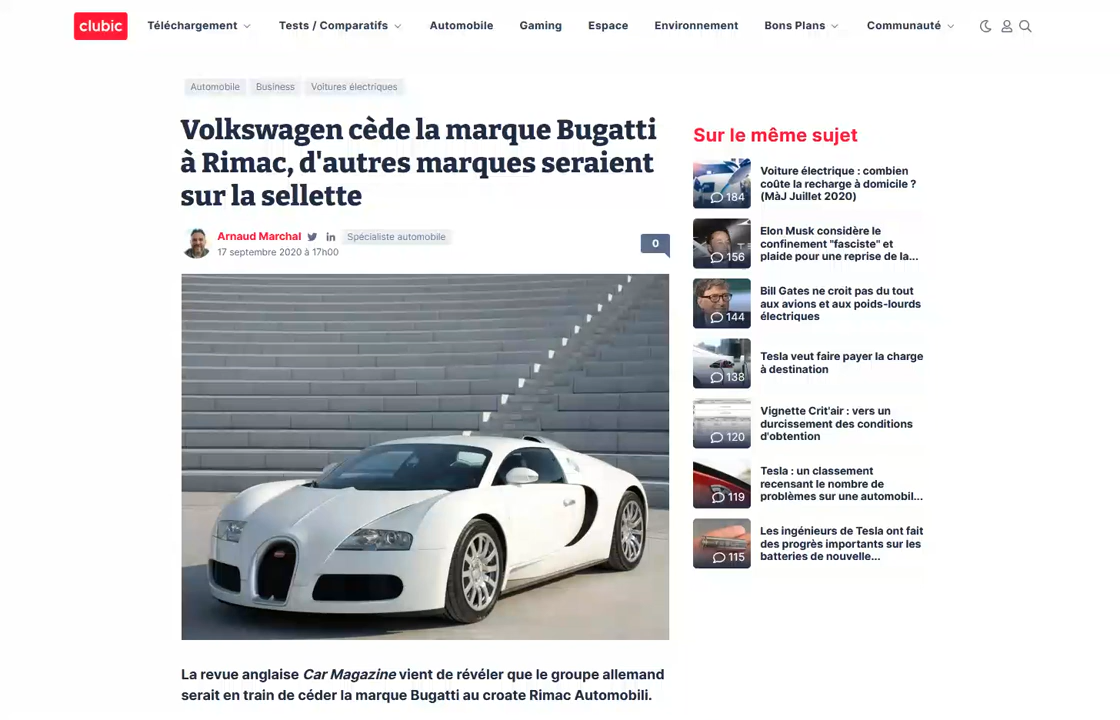 clubic
Téléchargement
Tests / Comparatifs
Automobile
Gaming
Espace
Environnement
Bons Plans
Communauté
Automobile
Business
Voitures électriques
Volkswagen cède la marque Bugatti
à Rimac, d'autres marques seraient
sur la sellette
Arnaud Marchal
Spécialiste automobile
17 septembre 2020 à 17h00
0
La revue anglaise Car Magazine vient de révéler que le groupe allemand
serait en train de céder la marque Bugatti au croate Rimac Automobili.
Sur le même sujet
184
Voiture électrique : combien
coûte la recharge à domicile ?
(MàJ Juillet 2020)
156
Elon Musk considère le
confinement "fasciste" et
plaide pour une reprise de la...
144
Bill Gates ne croit pas du tout
aux avions et aux poids-lourds
électriques
138
Tesla veut faire payer la charge
à destination
120
Vignette Crit'air : vers un
durcissement des conditions
d'obtention
119
Tesla : un classement
recensant le nombre de
problèmes sur une automobil...
115
Les ingénieurs de Tesla ont fait
des progrès importants sur les
batteries de nouvelle...